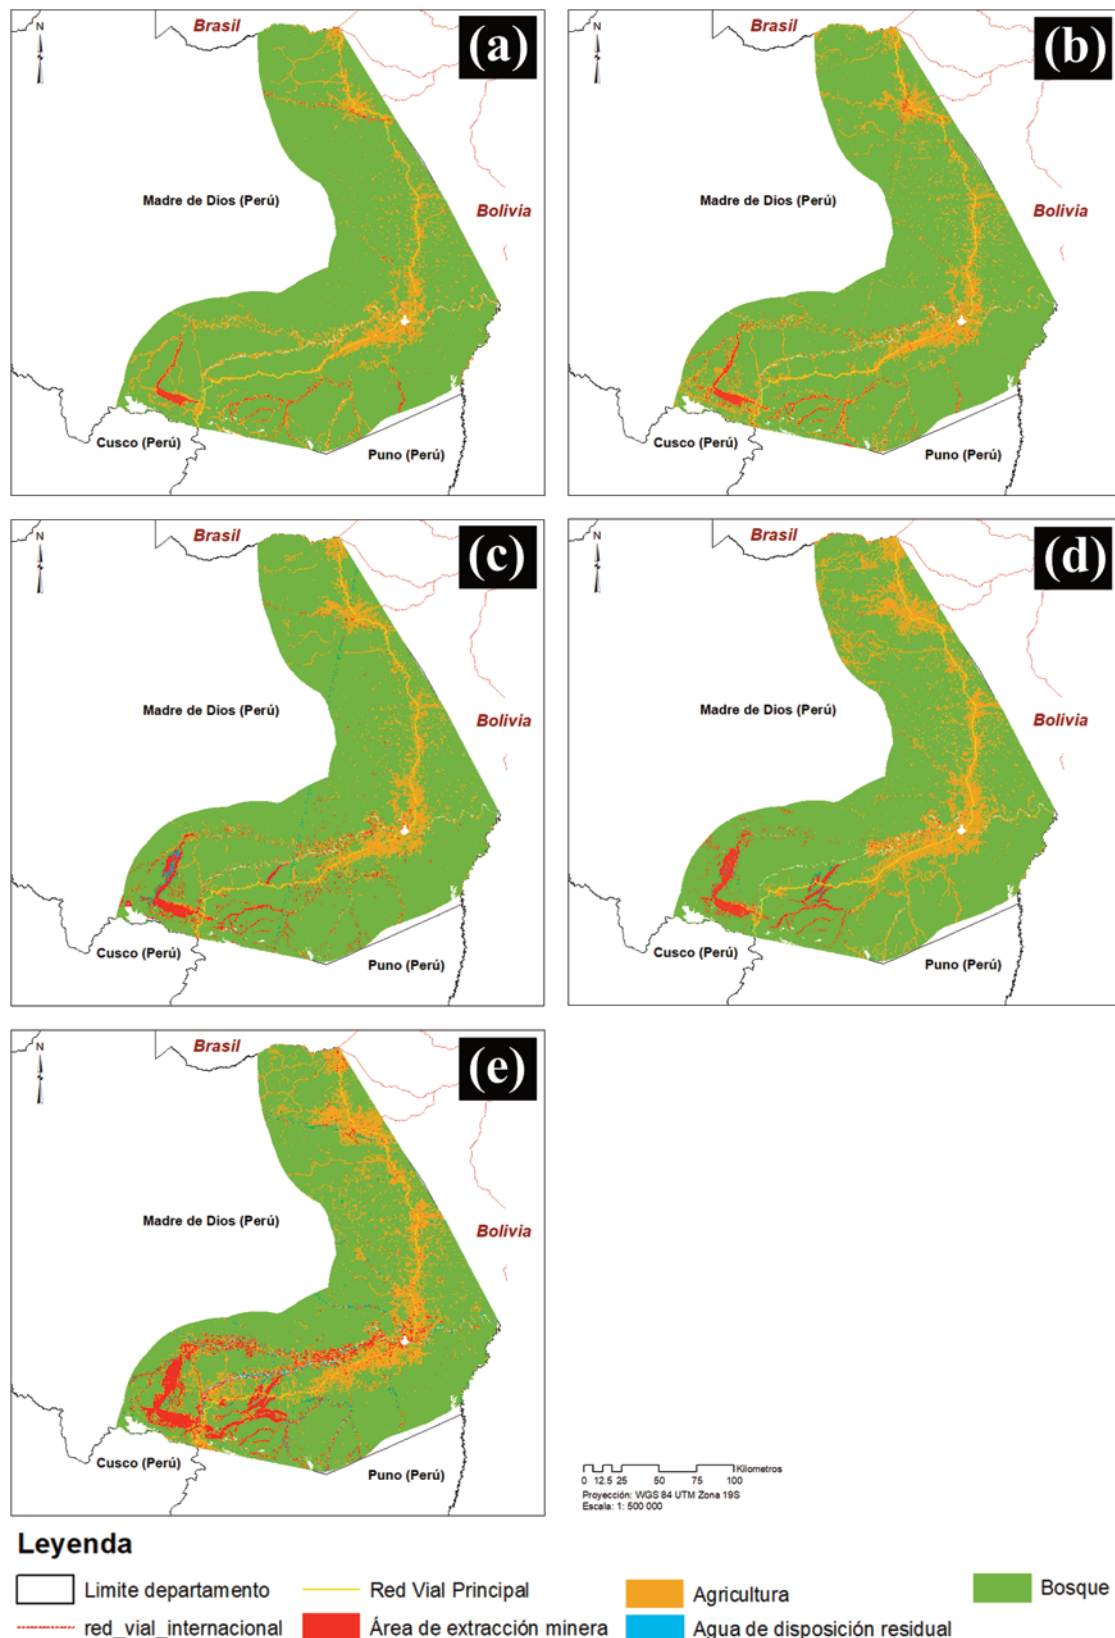 Brasil
(a)
N
Madre de Dios (Perú)
Bolivia
Cusco (Perú)
Puno (Perú)
Brasil
(b)
N
Madre de Dios (Perú)
Bolivia
Cusco (Perú)
Puno (Perú)
Brasil
(c)
N
Madre de Dios (Perú)
Bolivia
Cusco (Perú)
Puno (Perú)
Brasil
(d)
N
Madre de Dios (Perú)
Bolivia
Cusco (Perú)
Puno (Perú)
Brasil
(e)
N
Madre de Dios (Perú)
Bolivia
Cusco (Perú)
Puno (Perú)
Kilometros
0 12.5 25 50 75 100
Proyección: WGS 84 UTM Zona 19S
Escala: 1: 500 000
Leyenda
Limite departamento
Red Vial Principal
Agricultura
Bosque
red_vial_internacional
Área de extracción minera
Agua de disposición residual